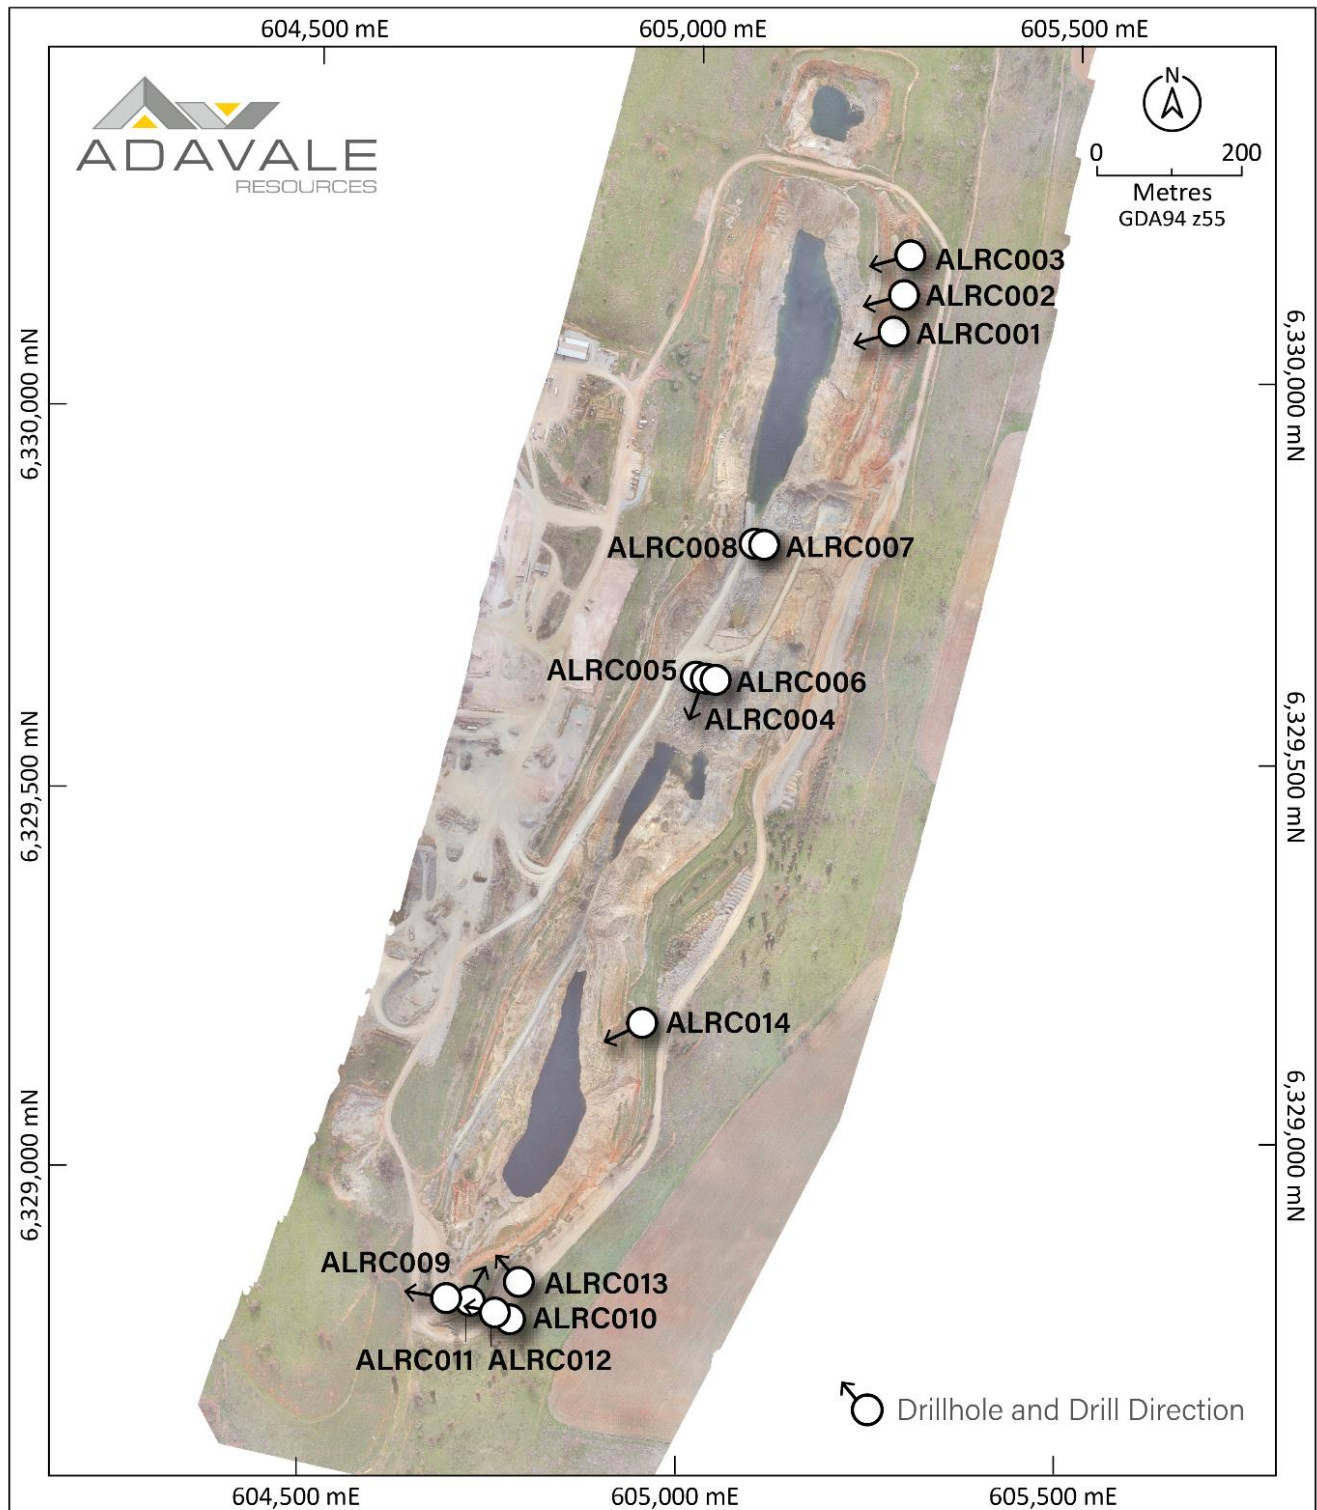 604,500 mE
605,000 mE
605,500 mE
ADAVALE
RESOURCES
N
0 200
Metres
GDA94 z55
ALRC003
ALRC002
ALRC001
6,330,000 mN
6,330,000 mN
ALRC008
ALRC007
ALRC005
ALRC006
ALRC004
6,329,500 mN
6,329,500 mN
ALRC014
6,329,000 mN
6,329,000 mN
ALRC009
ALRC013
ALRC010
ALRC011
ALRC012
Drillhole and Drill Direction
604,500 mE
605,000 mE
605,500 mE